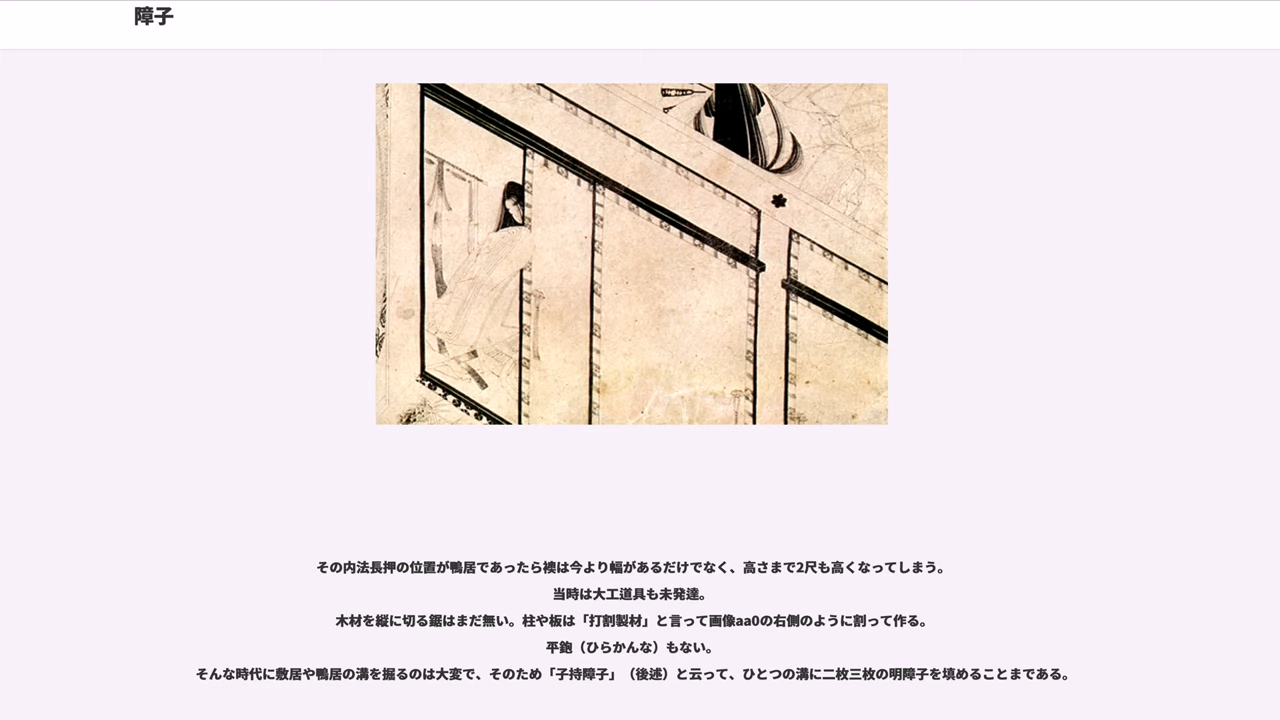 障子
その内法長押の位置が鴨居であったら襖は今より幅があるだけでなく、高さまで2尺も高くなってしまう。
当時は大工道具も未発達。
木材を縦に切る鋸はまだ無い。柱や板は「打割製材」と言って画像aa0の右側のように割って作る。
平鉋（ひらかんな）もない。
そんな時代に敷居や鴨居の溝を掘るのは大変で、そのため「子持障子」（後述）と云って、ひとつの溝に二枚三枚の明障子を填めることまである。